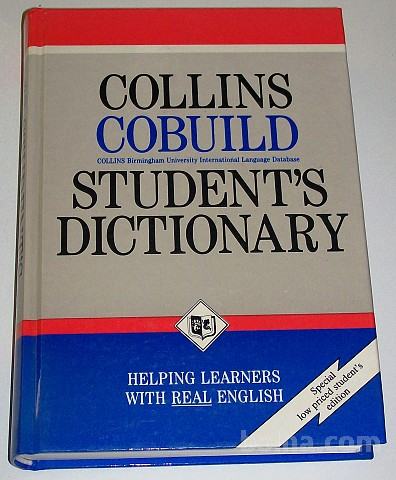 COLLINS
COBUILD
COLLINS Birmingham University International Language Database
STUDENT'S
DICTIONARY
HELPING LEARNERS
WITH REAL ENGLISH
Special
low priced student's
edition